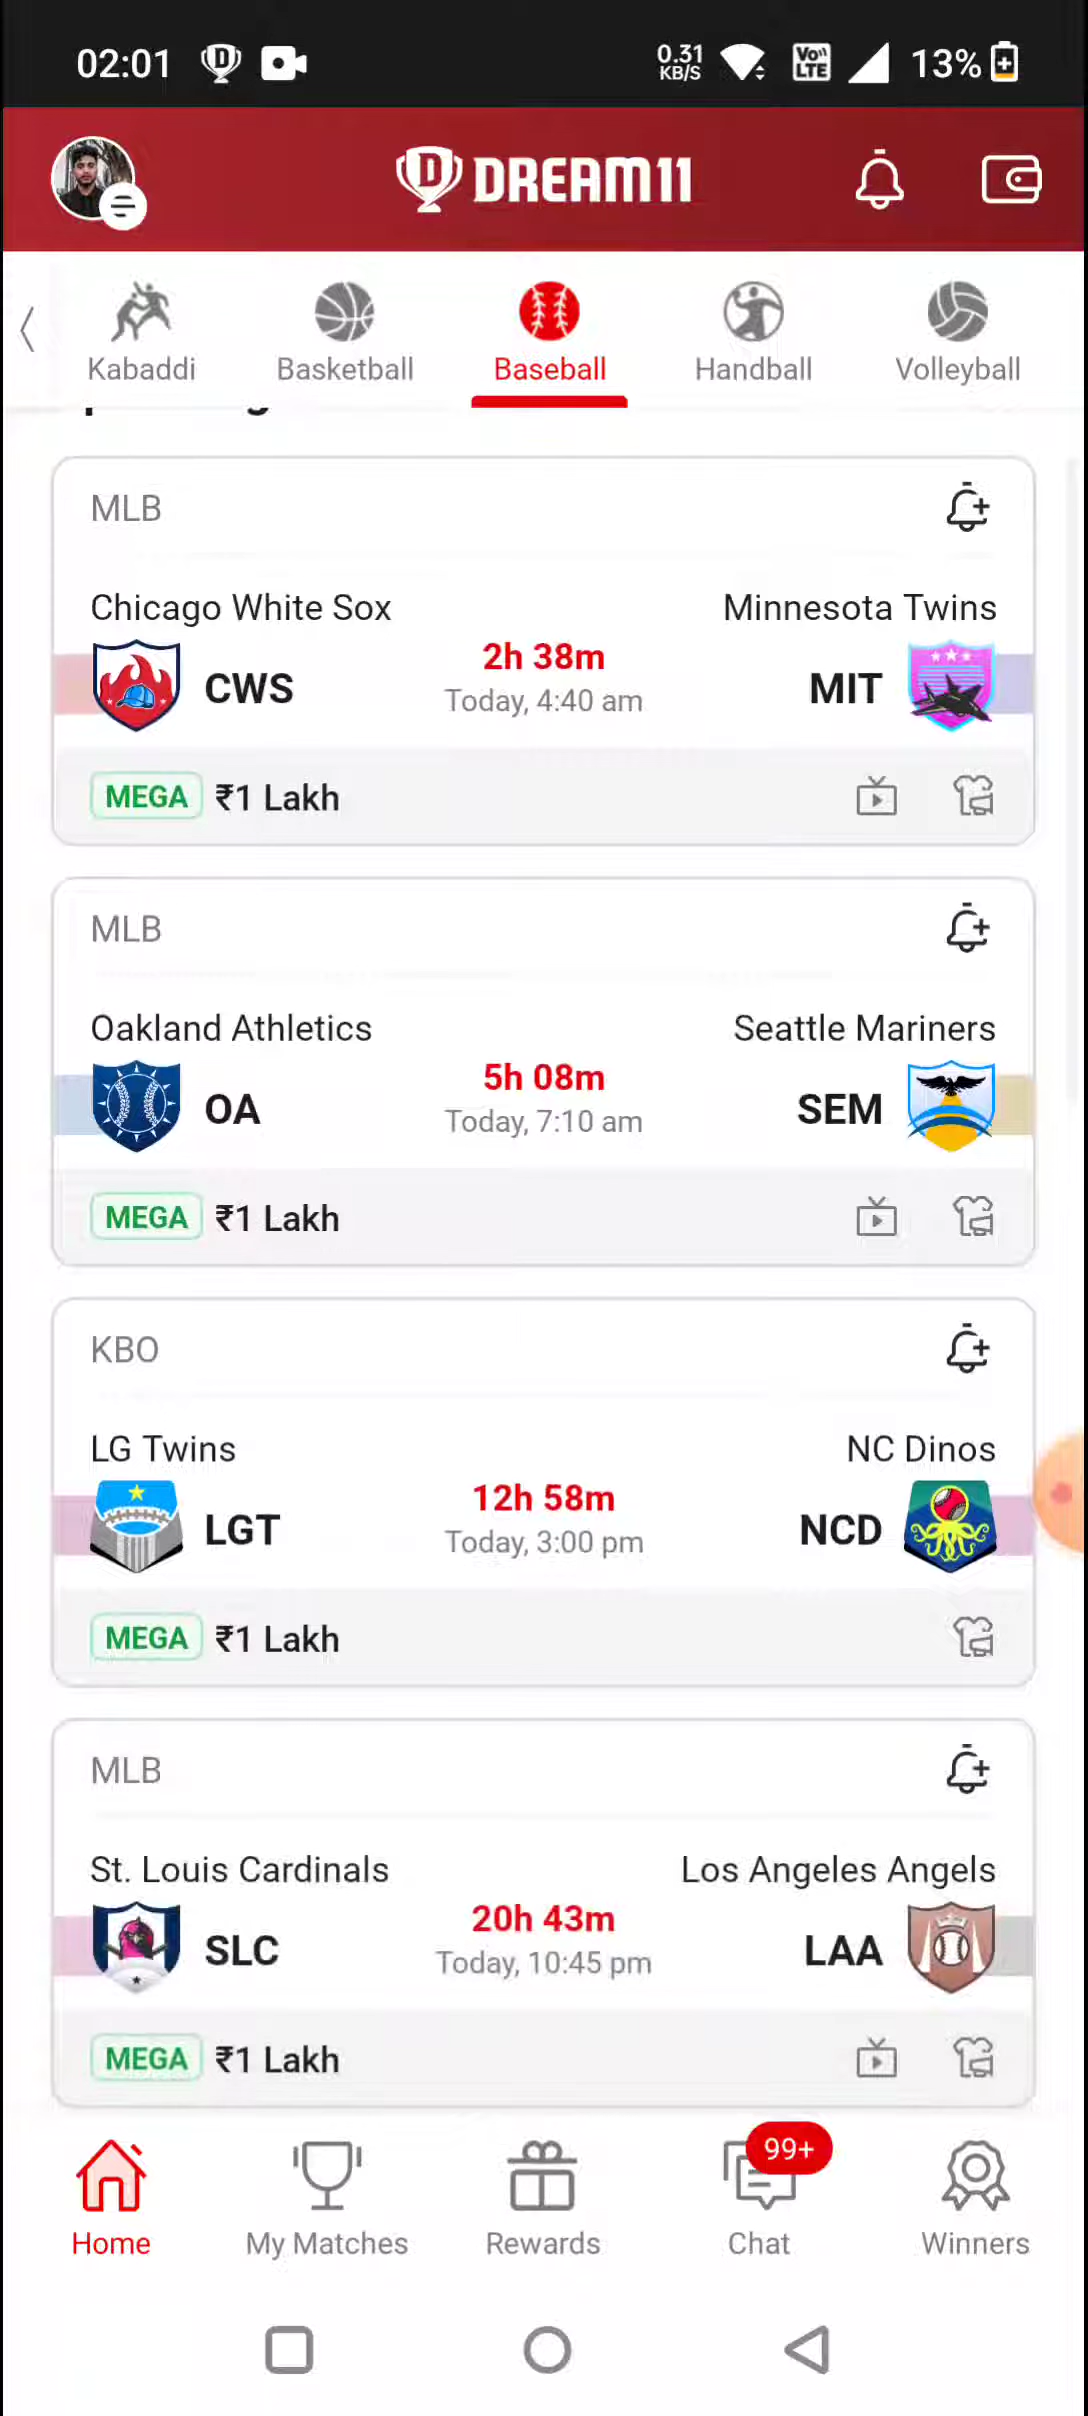 02:01
0.31 KB/S
Vo LTE
13%
DREAM11
Kabaddi
Basketball
Baseball
Handball
Volleyball
MLB
Chicago White Sox
Minnesota Twins
CWS
2h 38m
MIT
Today, 4:40 am
MEGA ₹1 Lakh
MLB
Oakland Athletics
Seattle Mariners
OA
5h 08m
SEM
Today, 7:10 am
MEGA ₹1 Lakh
KBO
LG Twins
NC Dinos
LGT
12h 58m
NCD
Today, 3:00 pm
MEGA ₹1 Lakh
MLB
St. Louis Cardinals
Los Angeles Angels
SLC
20h 43m
LAA
Today, 10:45 pm
MEGA ₹1 Lakh
99+
Home
My Matches
Rewards
Chat
Winners